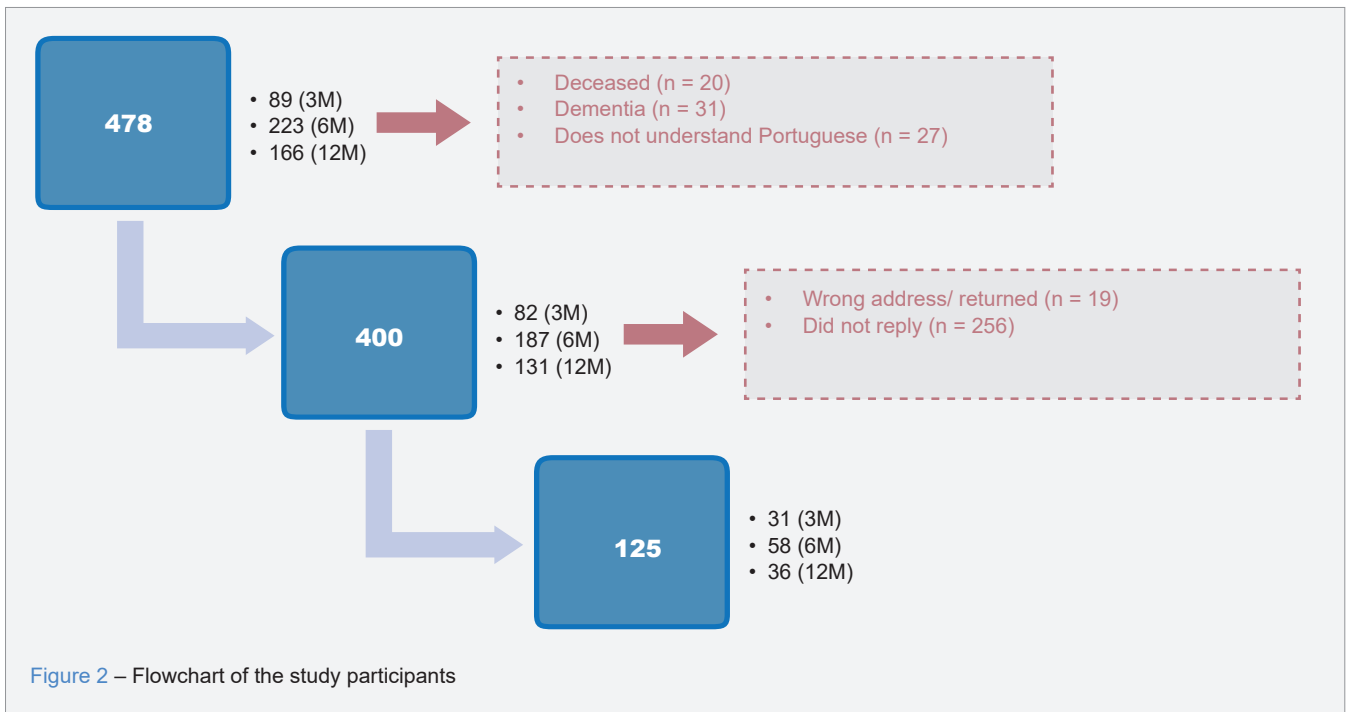 478
• 89 (3M)
• 223 (6M)
• 166 (12M)
• Deceased (n = 20)
• Dementia (n = 31)
• Does not understand Portuguese (n = 27)
400
• 82 (3M)
• 187 (6M)
• 131 (12M)
• Wrong address/ returned (n = 19)
• Did not reply (n = 256)
125
• 31 (3M)
• 58 (6M)
• 36 (12M)
Figure 2 – Flowchart of the study participants